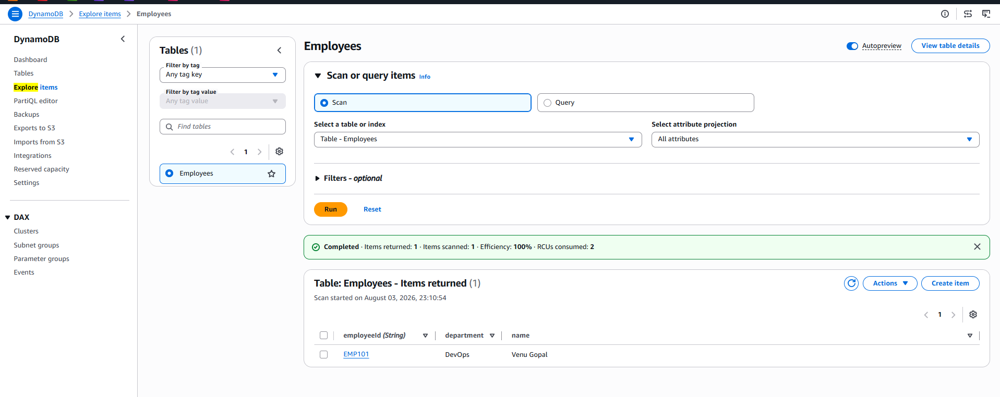 DynamoDB > Explore items > Employees
DynamoDB
Dashboard
Tables
Explore items
PartiQL editor
Backups
Exports to S3
Imports from S3
Integrations
Reserved capacity
Settings
DAX
Clusters
Subnet groups
Parameter groups
Events
Tables (1)
Filter by tag
Any tag key
Filter by tag value
Any tag value
Find tables
1
Employees
Employees
Autopreview
View table details
Scan or query items Info
Scan
Query
Select a table or index
Table - Employees
Select attribute projection
All attributes
Filters - optional
Run Reset
Completed · Items returned: 1 · Items scanned: 1 · Efficiency: 100% · RCUs consumed: 2
Table: Employees - Items returned (1)
Actions
Create item
Scan started on August 03, 2026, 23:10:54
1
employeeId (String) department name
EMP101 DevOps Venu Gopal